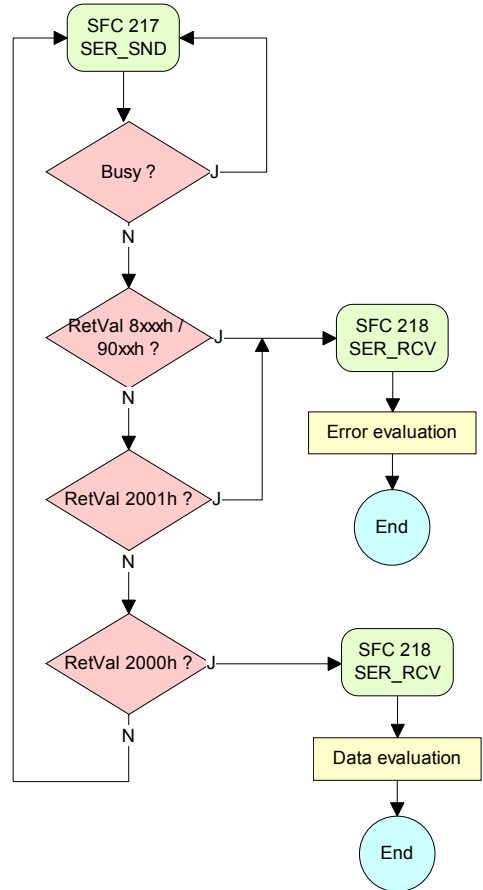 SFC 217
SER_SND
Busy ?
J
N
RetVal 8xxxh /
90xxh ?
J
SFC 218
SER_RCV
N
Error evaluation
RetVal 2001h ?
J
End
N
RetVal 2000h ?
J
SFC 218
SER_RCV
N
Data evaluation
End